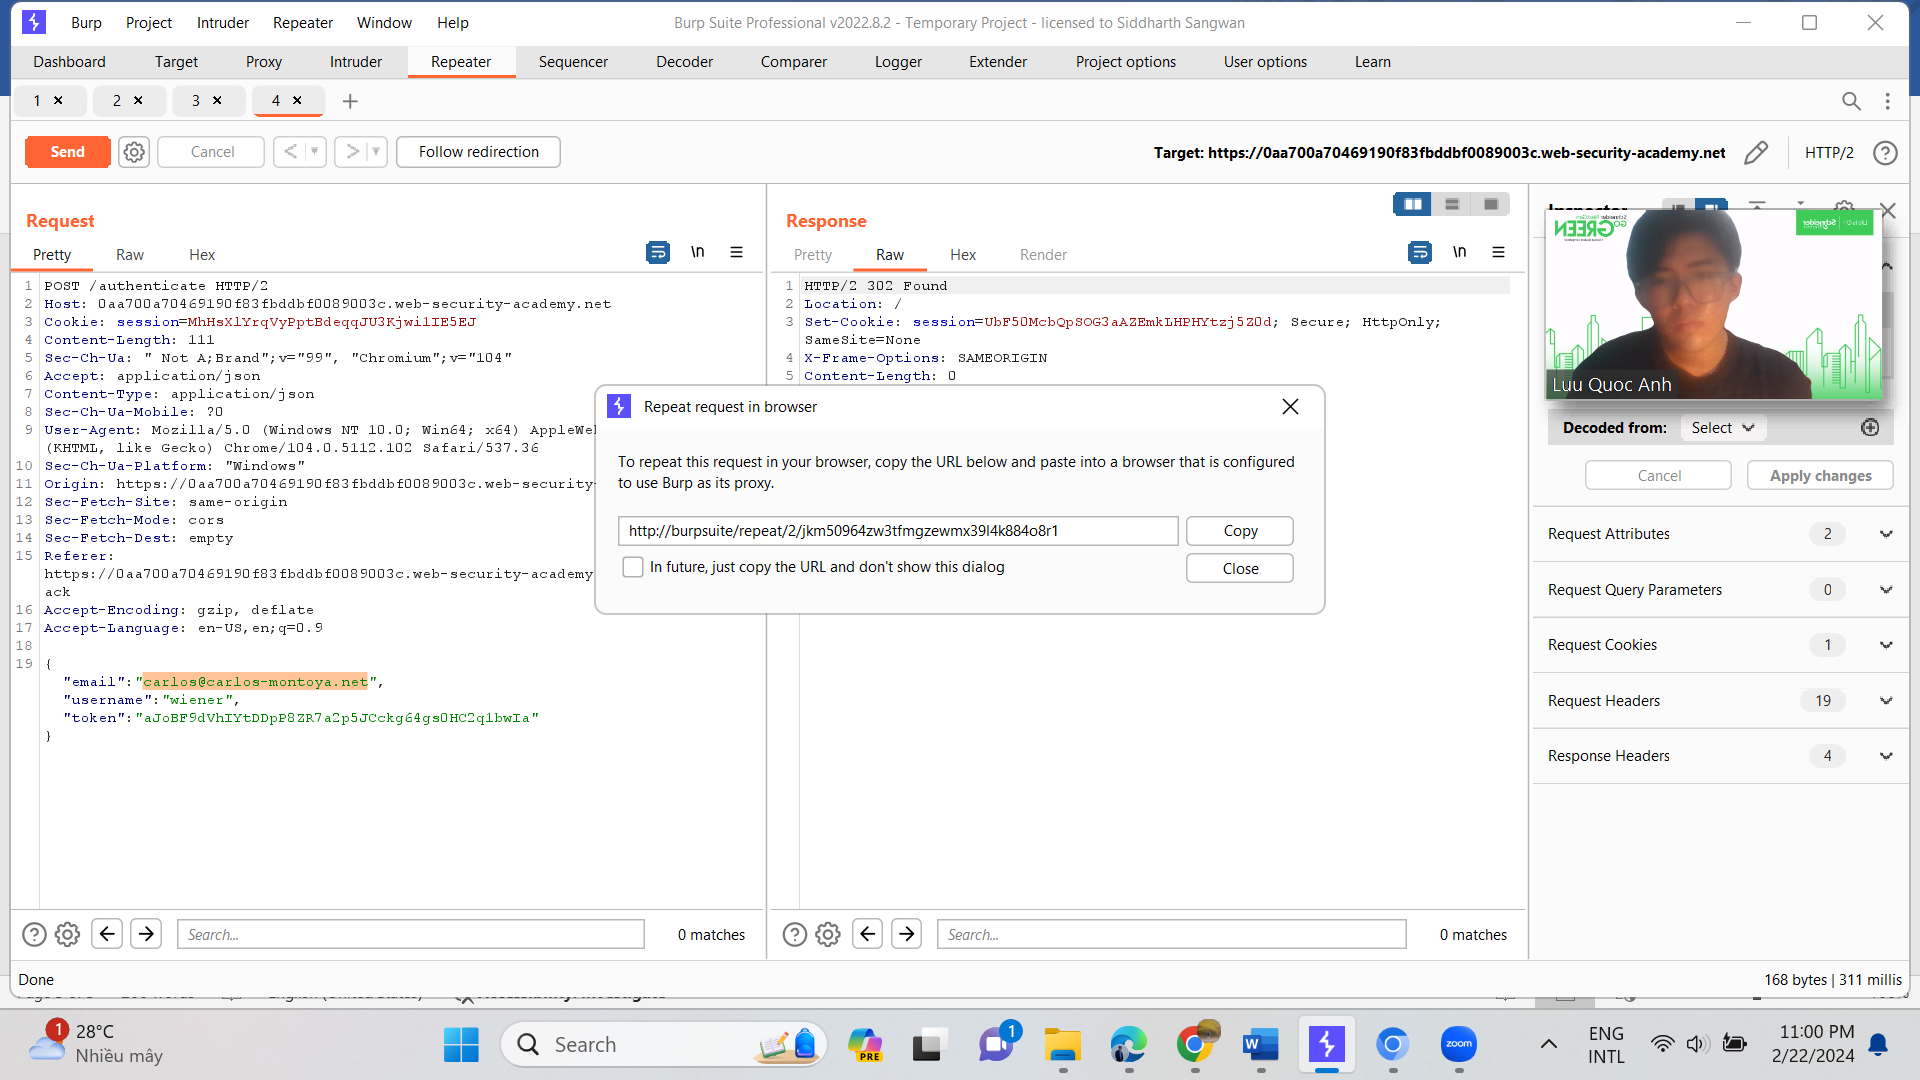 Burp Project Intruder Repeater Window Help
Burp Suite Professional v2022.8.2 - Temporary Project - licensed to Siddharth Sangwan
Dashboard Target Proxy Intruder Repeater Sequencer Decoder Comparer Logger Extender Project options User options Learn
1 × 2 × 3 × 4 ×
Send Cancel < > Follow redirection
Target: https://0aa700a70469190f83fbddbf0089003c.web-security-academy.net
HTTP/2
Request
Pretty Raw Hex
\n
1 POST /authenticate HTTP/2
2 Host: 0aa700a70469190f83fbddbf0089003c.web-security-academy.net
3 Cookie: session=MhHsXlYrqVyPptBdeqqJU3Kjwi1IE5EJ
4 Content-Length: 111
5 Sec-Ch-Ua: " Not A;Brand";v="99", "Chromium";v="104"
6 Accept: application/json
7 Content-Type: application/json
8 Sec-Ch-Ua-Mobile: ?0
9 User-Agent: Mozilla/5.0 (Windows NT 10.0; Win64; x64) AppleWe
(KHTML, like Gecko) Chrome/104.0.5112.102 Safari/537.36
10 Sec-Ch-Ua-Platform: "Windows"
11 Origin: https://0aa700a70469190f83fbddbf0089003c.web-security-
12 Sec-Fetch-Site: same-origin
13 Sec-Fetch-Mode: cors
14 Sec-Fetch-Dest: empty
15 Referer:
https://0aa700a70469190f83fbddbf0089003c.web-security-academy
ack
16 Accept-Encoding: gzip, deflate
17 Accept-Language: en-US,en;q=0.9
18
19 {
"email":"carlos@carlos-montoya.net",
"username":"wiener",
"token":"aJoBF9dVhIYtDDpP8ZR7a2p5JCckg64gs0HC2qlbwIa"
}
Search...
0 matches
Response
Pretty Raw Hex Render
\n
1 HTTP/2 302 Found
2 Location: /
3 Set-Cookie: session=UbF50McbQpSOG3aAZEmkLHPHYtzj5Z0d; Secure; HttpOnly;
SameSite=None
4 X-Frame-Options: SAMEORIGIN
5 Content-Length: 0
Search...
0 matches
Repeat request in browser
To repeat this request in your browser, copy the URL below and paste into a browser that is configured
to use Burp as its proxy.
http://burpsuite/repeat/2/jkm50964zw3tfmgzewmx39l4k884o8r1
Copy
In future, just copy the URL and don't show this dialog
Close
GO
GREEN
Schneider
Luu Quoc Anh
Decoded from: Select
Cancel Apply changes
Request Attributes 2
Request Query Parameters 0
Request Cookies 1
Request Headers 19
Response Headers 4
Done
168 bytes | 311 millis
1
28°C
Nhiều mây
Search
PRE
1
zoom
ENG
INTL
11:00 PM
2/22/2024